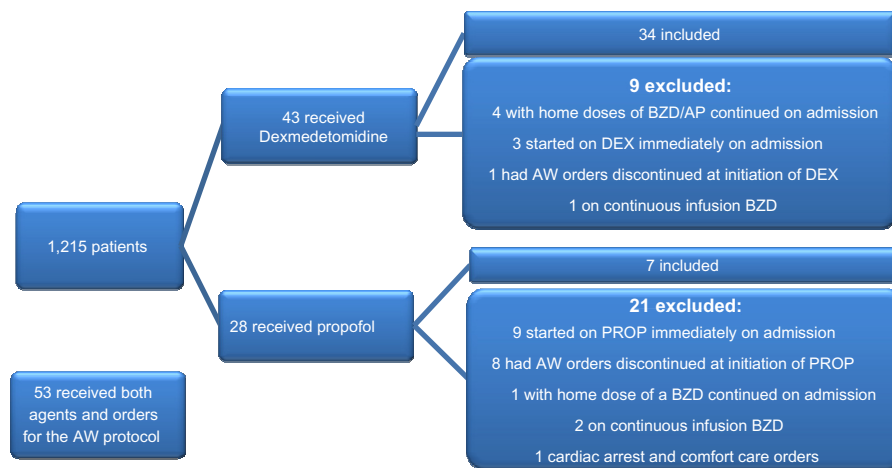 34 included
9 excluded:
4 with home doses of BZD/AP continued on admission
3 started on DEX immediately on admission
1 had AW orders discontinued at initiation of DEX
1 on continuous infusion BZD
43 received
Dexmedetomidine
1,215 patients
7 included
28 received propofol
21 excluded:
9 started on PROP immediately on admission
8 had AW orders discontinued at initiation of PROP
1 with home dose of a BZD continued on admission
2 on continuous infusion BZD
1 cardiac arrest and comfort care orders
53 received both
agents and orders
for the AW protocol